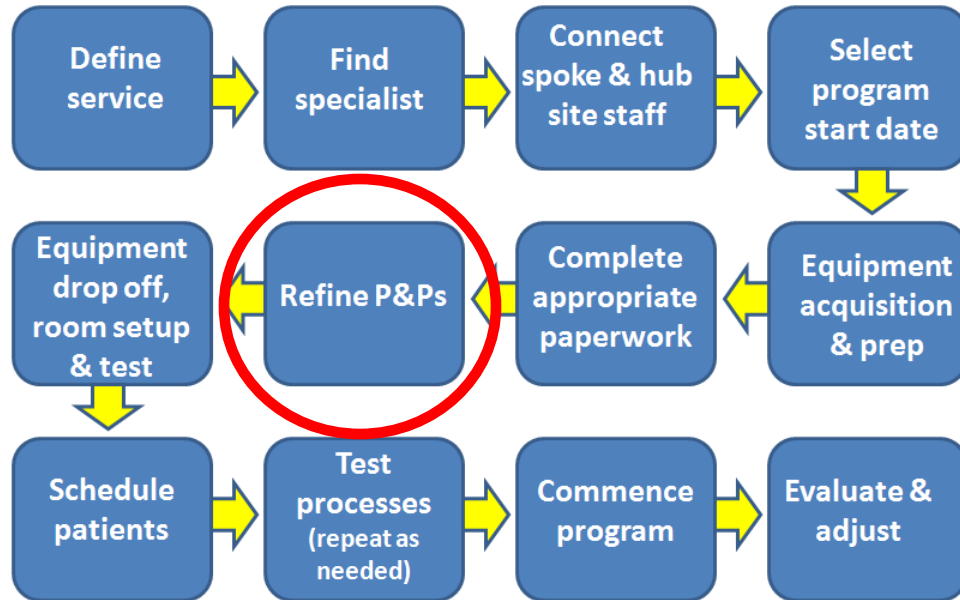 Define
service
Find
specialist
Connect
spoke & hub
site staff
Select
program
start date
Equipment
acquisition
& prep
Complete
appropriate
paperwork
Refine P&Ps
Equipment
drop off,
room setup
& test
Schedule
patients
Test
processes
(repeat as
needed)
Commence
program
Evaluate &
adjust